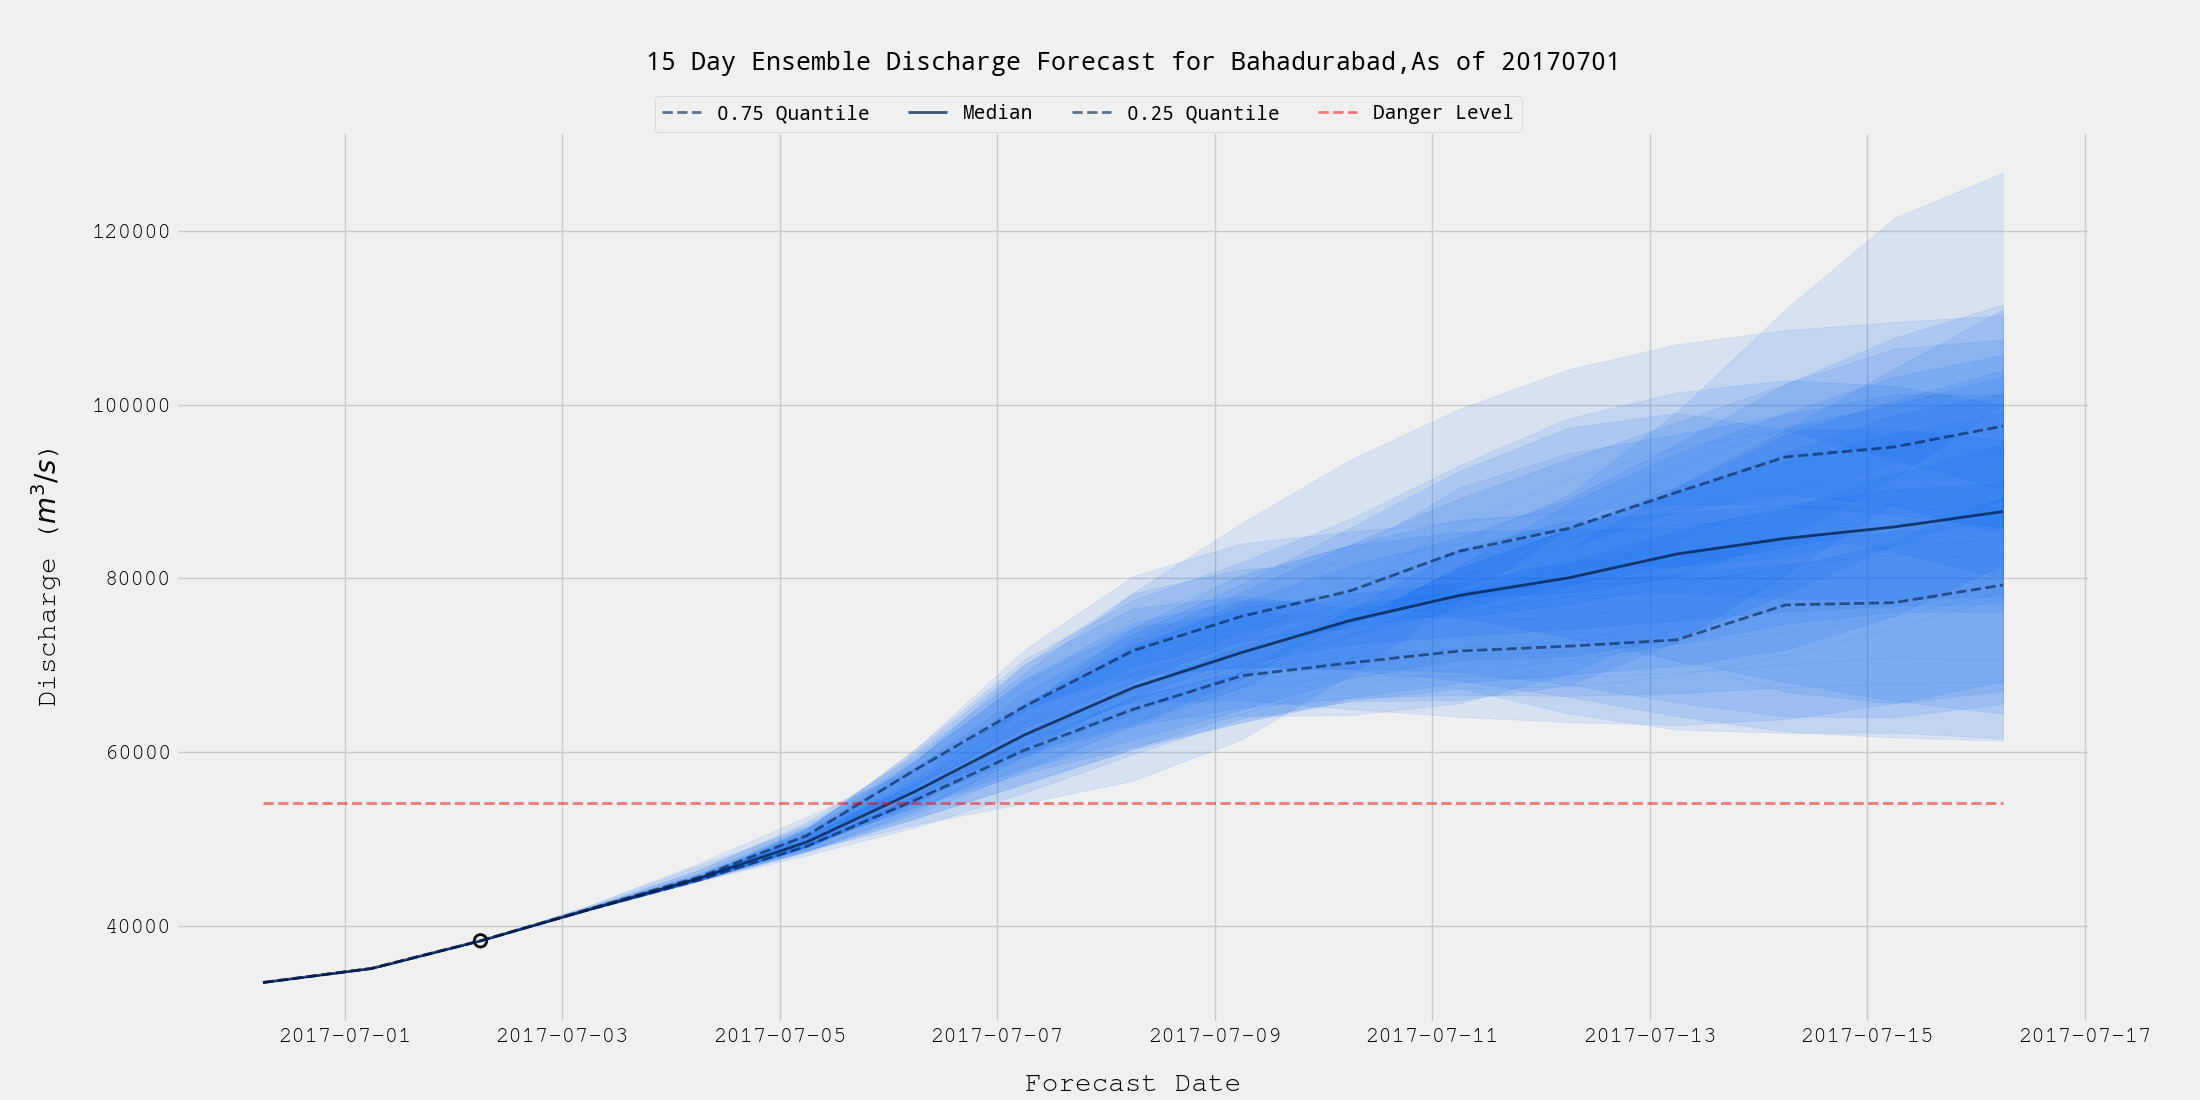 15 Day Ensemble Discharge Forecast for Bahadurabad,As of 20170701
0.75 Quantile Median 0.25 Quantile Danger Level
Discharge (m³/s)
120000
100000
80000
60000
40000
2017-07-01 2017-07-03 2017-07-05 2017-07-07 2017-07-09 2017-07-11 2017-07-13 2017-07-15 2017-07-17
Forecast Date